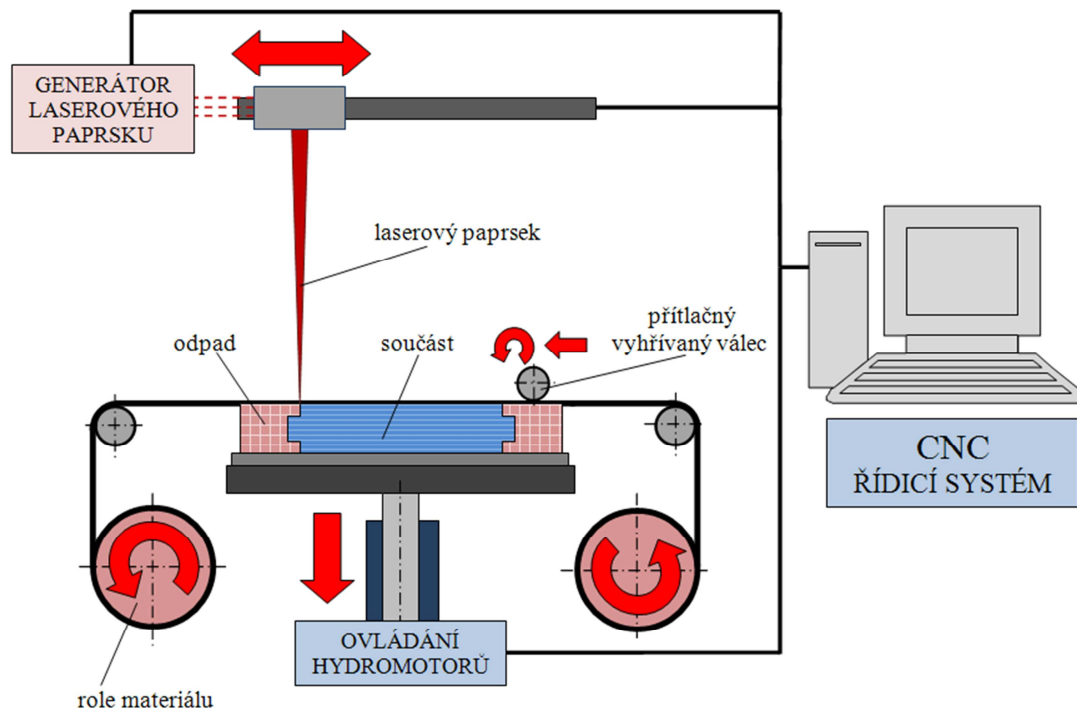 GENERÁTOR
LASEROVÉHO
PAPRSKU
laserový paprsek
odpad
součást
přítlačný
vyhřívaný válec
CNC
ŘÍDICÍ SYSTÉM
OVLÁDÁNÍ
HYDROMOTORŮ
role materiálu